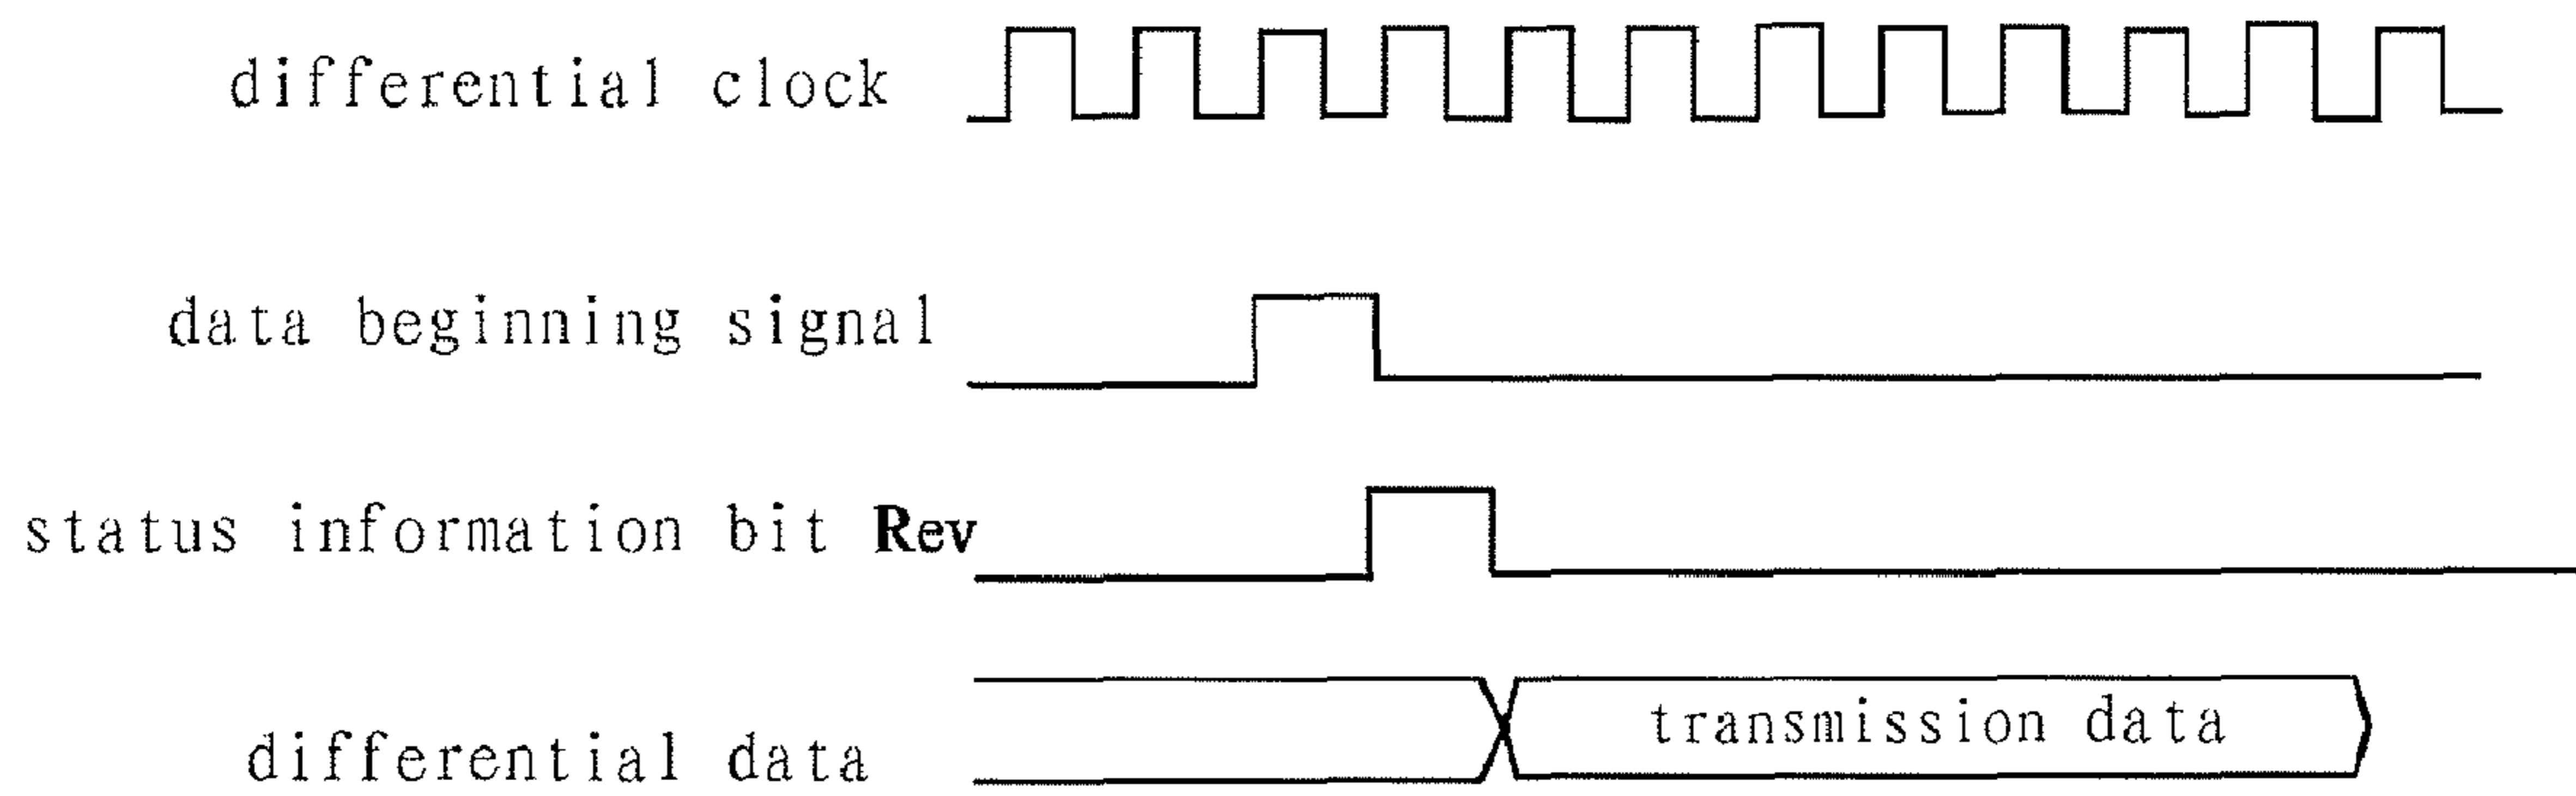 differential clock
data beginning signal
status information bit Rev
differential data
transmission data